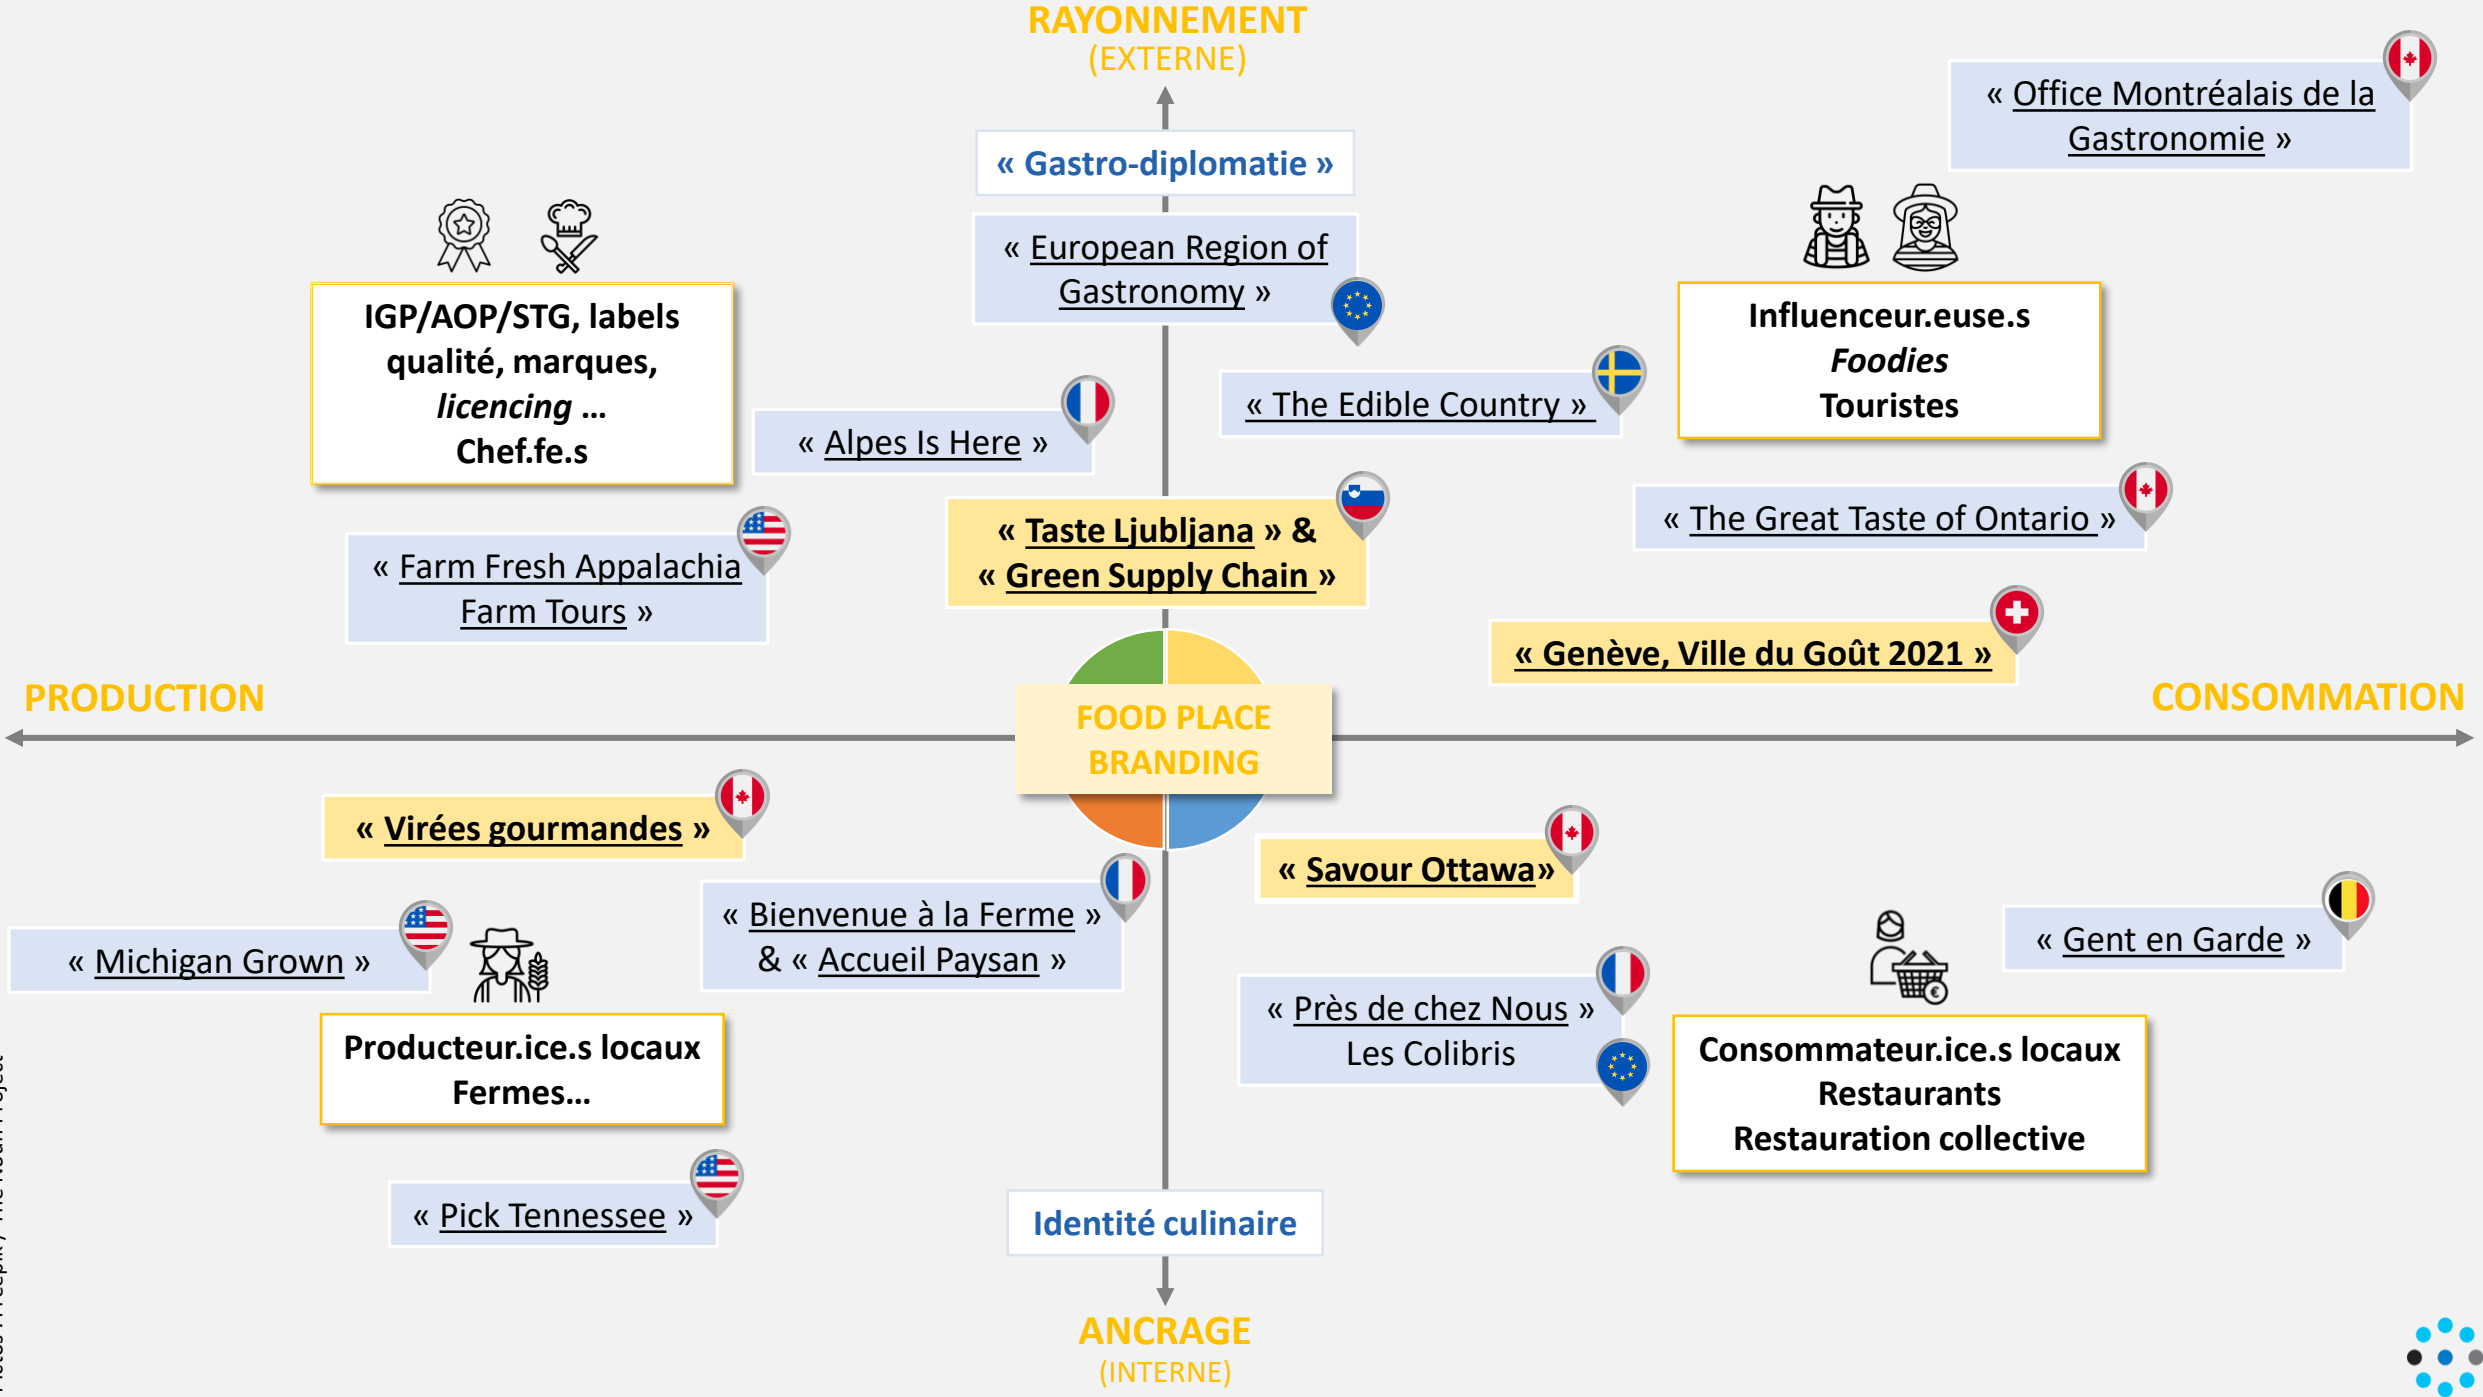 RAYONNEMENT
(EXTERNE)
« Office Montréalais de la
Gastronomie »
« Gastro-diplomatie »
« European Region of
Gastronomy »
IGP/AOP/STG, labels
qualité, marques,
licencing ...
Chef.fe.s
Influenceur.euse.s
Foodies
Touristes
« The Edible Country »
« Alpes Is Here »
« Taste Ljubljana » &
« Green Supply Chain »
« The Great Taste of Ontario »
« Farm Fresh Appalachia
Farm Tours »
« Genève, Ville du Goût 2021 »
PRODUCTION
CONSOMMATION
FOOD PLACE
BRANDING
« Virées gourmandes »
« Savour Ottawa»
« Bienvenue à la Ferme »
& « Accueil Paysan »
« Michigan Grown »
« Gent en Garde »
« Près de chez Nous »
Les Colibris
Producteur.ice.s locaux
Fermes...
Consommateur.ice.s locaux
Restaurants
Restauration collective
« Pick Tennessee »
Identité culinaire
ANCRAGE
(INTERNE)